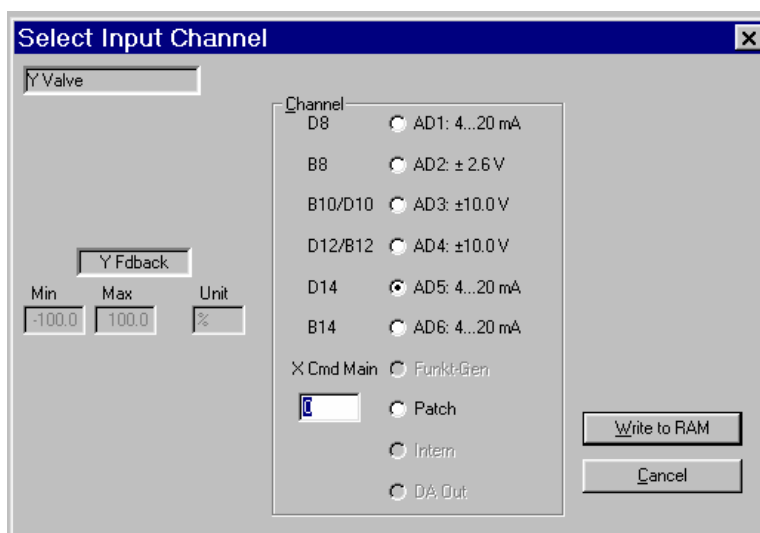 Select Input Channel
Y Valve
Channel
D8 AD1: 4...20 mA
B8 AD2: ± 2.6 V
B10/D10 AD3: ±10.0 V
D12/B12 AD4: ±10.0 V
Y Fdback
Min Max Unit
-100.0 100.0 %
D14 AD5: 4...20 mA
B14 AD6: 4...20 mA
X Cmd Main Funkt-Gen
0 Patch
Intern
DA Out
Write to RAM
Cancel